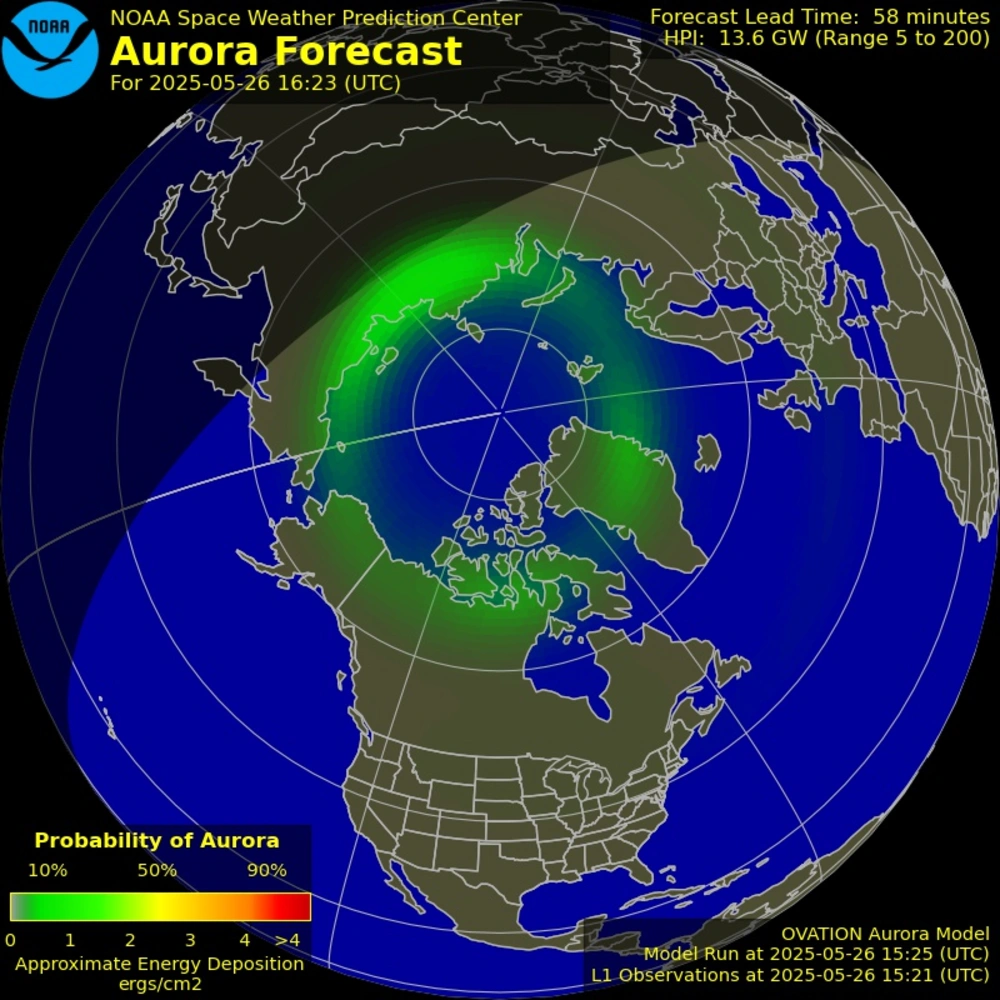 NOAA
NOAA Space Weather Prediction Center
Aurora Forecast
For 2025-05-26 16:23 (UTC)
Forecast Lead Time: 58 minutes
HPI: 13.6 GW (Range 5 to 200)
Probability of Aurora
10% 50% 90%
0 1 2 3 4 >4
Approximate Energy Deposition
ergs/cm2
OVATION Aurora Model
Model Run at 2025-05-26 15:25 (UTC)
L1 Observations at 2025-05-26 15:21 (UTC)